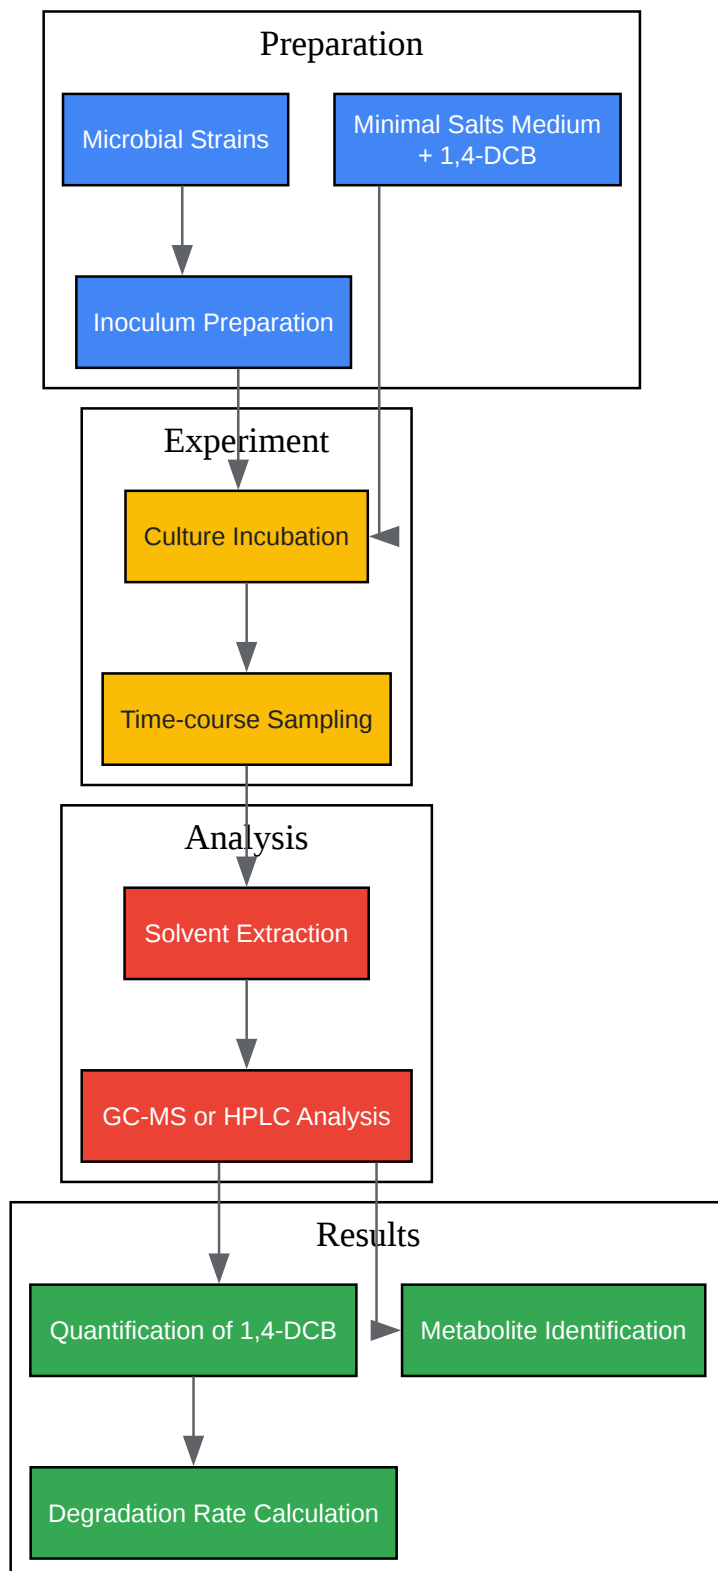 Preparation
Microbial Strains
Minimal Salts Medium
+ 1,4-DCB
Inoculum Preparation
Experiment
Culture Incubation
Time-course Sampling
Analysis
Solvent Extraction
GC-MS or HPLC Analysis
Results
Quantification of 1,4-DCB
Metabolite Identification
Degradation Rate Calculation